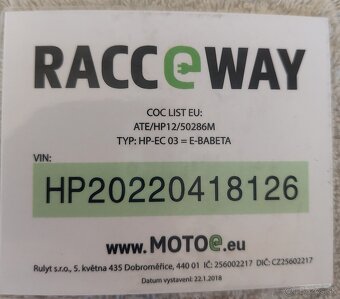 RACCeWAY
COC LIST EU:
ATE/HP12/50286M
TYP: HP-EC 03 = E-BABETA
VIN:
HP20220418126
www.MOTOe.eu
Rulyt s.r.o., 5. května 435 Dobroměřice, 440 01 IČ: 256002217 DIČ: CZ25602217
Datum vystavení: 22.1.2018